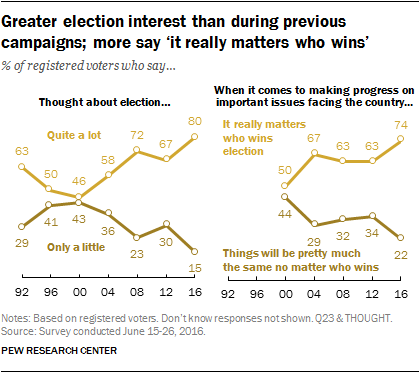 Greater election interest than during previous
campaigns; more say ‘it really matters who wins’
% of registered voters who say...
Thought about election...
Quite a lot
63
50
46
58
72
67
80
29
41
43
36
23
30
15
Only a little
92 96 00 04 08 12 16
When it comes to making progress on
important issues facing the country...
It really matters
who wins
election
50
67
63
63
74
44
29
32
34
22
Things will be pretty much
the same no matter who wins
92 96 00 04 08 12 16
Notes: Based on registered voters. Don’t know responses not shown. Q23 & THOUGHT.
Source: Survey conducted June 15-26, 2016.
PEW RESEARCH CENTER